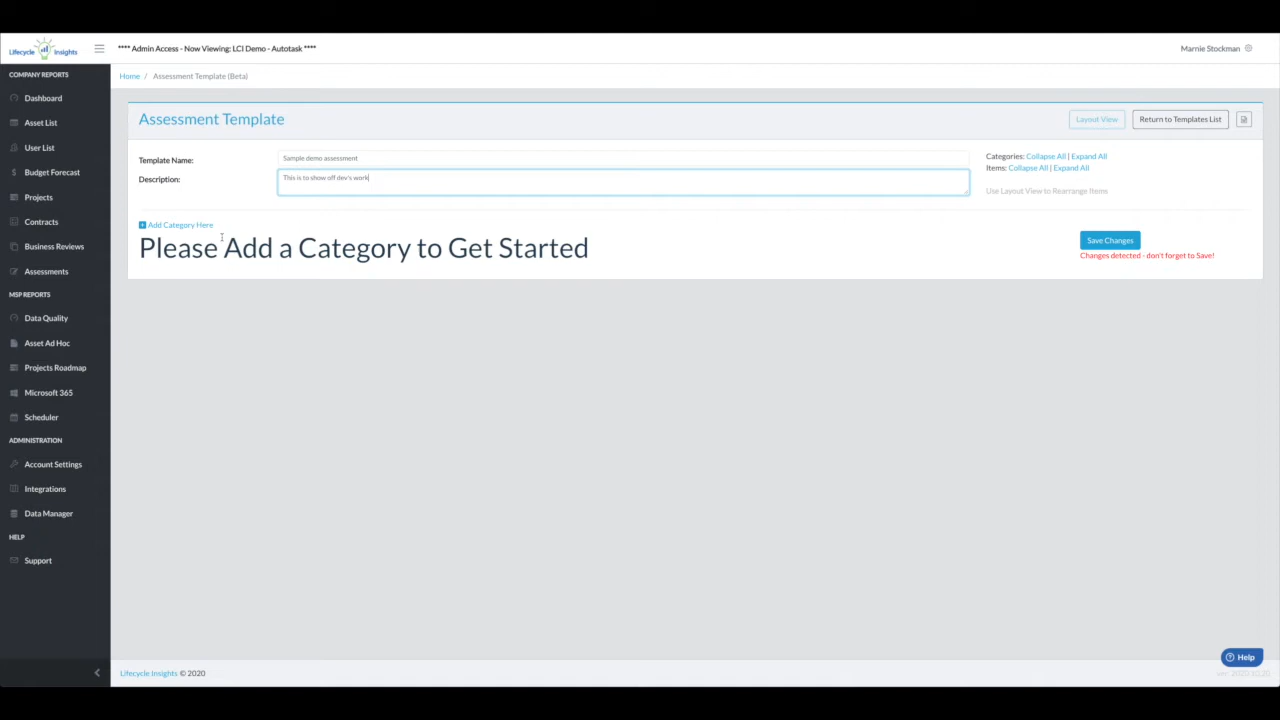 Lifecycle Insights
**** Admin Access - Now Viewing: LCI Demo - Autotask ****
Marnie Stockman
COMPANY REPORTS
Dashboard
Asset List
User List
Budget Forecast
Projects
Contracts
Business Reviews
Assessments
MSP REPORTS
Data Quality
Asset Ad Hoc
Projects Roadmap
Microsoft 365
Scheduler
ADMINISTRATION
Account Settings
Integrations
Data Manager
HELP
Support
Home / Assessment Template (Beta)
Assessment Template
Layout View
Return to Templates List
Template Name:
Sample demo assessment
Description:
This is to show off dev's work
Categories: Collapse All | Expand All
Items: Collapse All | Expand All
Use Layout View to Rearrange Items
Add Category Here
Please Add a Category to Get Started
Save Changes
Changes detected - don't forget to Save!
Help
Lifecycle Insights © 2020